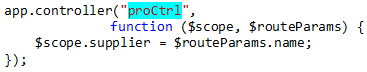 app.controller("proCtrl",
function ($scope, $routeParams) {
$scope.supplier = $routeParams.name;
});